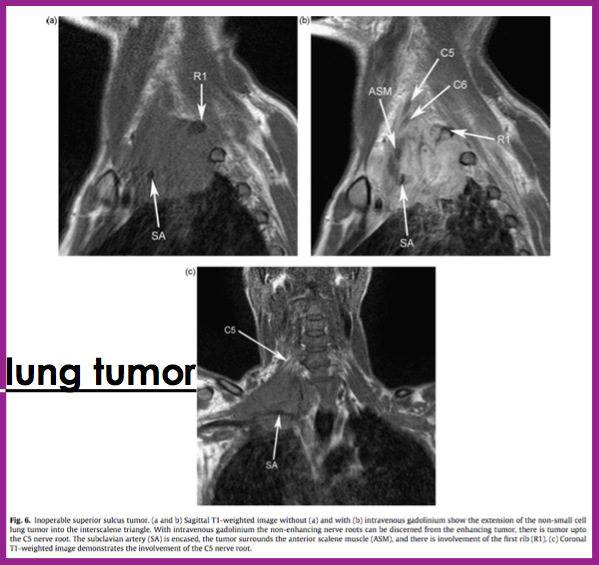 (a)
(b)
R1
SA
C5
ASM
C6
R1
SA
(c)
C5
SA
lung tumor
Fig. 6. Inoperable superior sulcus tumor. (a and b) Sagittal T1-weighted image without (a) and with (b) intravenous gadolinium show the extension of the non-small cell
lung tumor into the interscalene triangle. With intravenous gadolinium the non-enhancing nerve roots can be discerned from the enhancing tumor, there is tumor upto
the C5 nerve root. The subclavian artery (SA) is encased, the tumor surrounds the anterior scalene muscle (ASM), and there is involvement of the first rib (R1). (c) Coronal
T1-weighted image demonstrates the involvement of the C5 nerve root.